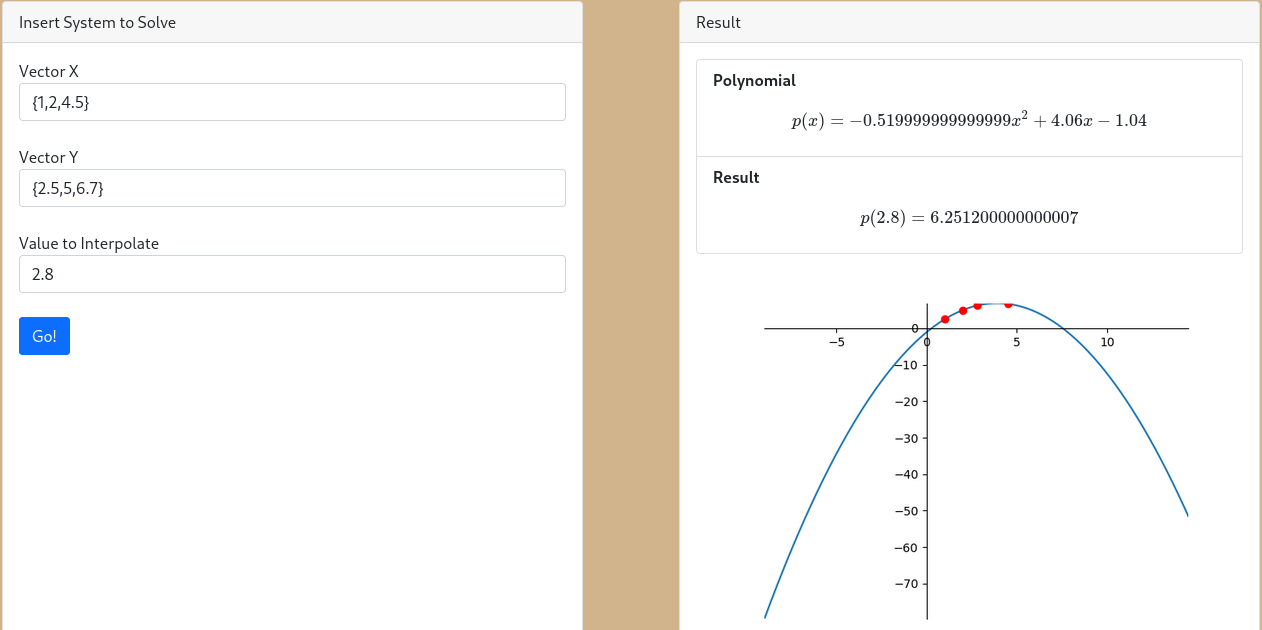 Insert System to Solve
Vector X
{1,2,4.5}
Vector Y
{2.5,5,6.7}
Value to Interpolate
2.8
Go!
Result
Polynomial
p(x) = −0.519999999999999x² + 4.06x − 1.04
Result
p(2.8) = 6.251200000000007
0
−5 0 5 10
−10
−20
−30
−40
−50
−60
−70